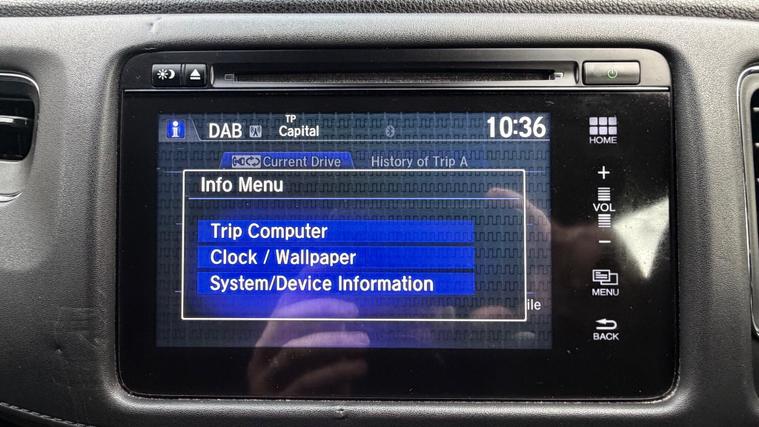 DAB TP Capital 10:36
Current Drive History of Trip A
Info Menu
Trip Computer
Clock / Wallpaper
System/Device Information
ile
HOME
+
VOL
-
MENU
BACK